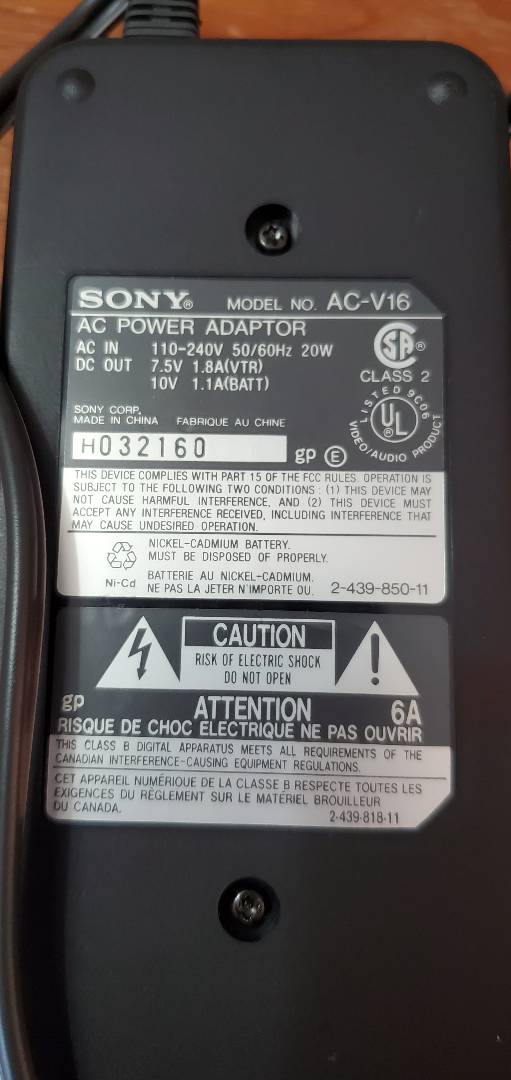 SONY® MODEL NO. AC-V16
AC POWER ADAPTOR
AC IN 110-240V 50/60Hz 20W
DC OUT 7.5V 1.8A(VTR)
10V 1.1A(BATT)
SA ®
CLASS 2
LISTED 9C06
UL ®
VIDEO/AUDIO PRODUCT
SONY CORP.
MADE IN CHINA FABRIQUE AU CHINE
H032160
gp E
THIS DEVICE COMPLIES WITH PART 15 OF THE FCC RULES. OPERATION IS
SUBJECT TO THE FOLLOWING TWO CONDITIONS : (1) THIS DEVICE MAY
NOT CAUSE HARMFUL INTERFERENCE, AND (2) THIS DEVICE MUST
ACCEPT ANY INTERFERENCE RECEIVED, INCLUDING INTERFERENCE THAT
MAY CAUSE UNDESIRED OPERATION.
NICKEL-CADMIUM BATTERY.
MUST BE DISPOSED OF PROPERLY.
Ni-Cd BATTERIE AU NICKEL-CADMIUM.
NE PAS LA JETER N'IMPORTE OU. 2-439-850-11
CAUTION
RISK OF ELECTRIC SHOCK
DO NOT OPEN
gp ATTENTION 6A
RISQUE DE CHOC ELECTRIQUE NE PAS OUVRIR
THIS CLASS B DIGITAL APPARATUS MEETS ALL REQUIREMENTS OF THE
CANADIAN INTERFERENCE-CAUSING EQUIPMENT REGULATIONS.
CET APPAREIL NUMÉRIQUE DE LA CLASSE B RESPECTE TOUTES LES
EXIGENCES DU RÈGLEMENT SUR LE MATÉRIEL BROUILLEUR
DU CANADA. 2-439-818-11